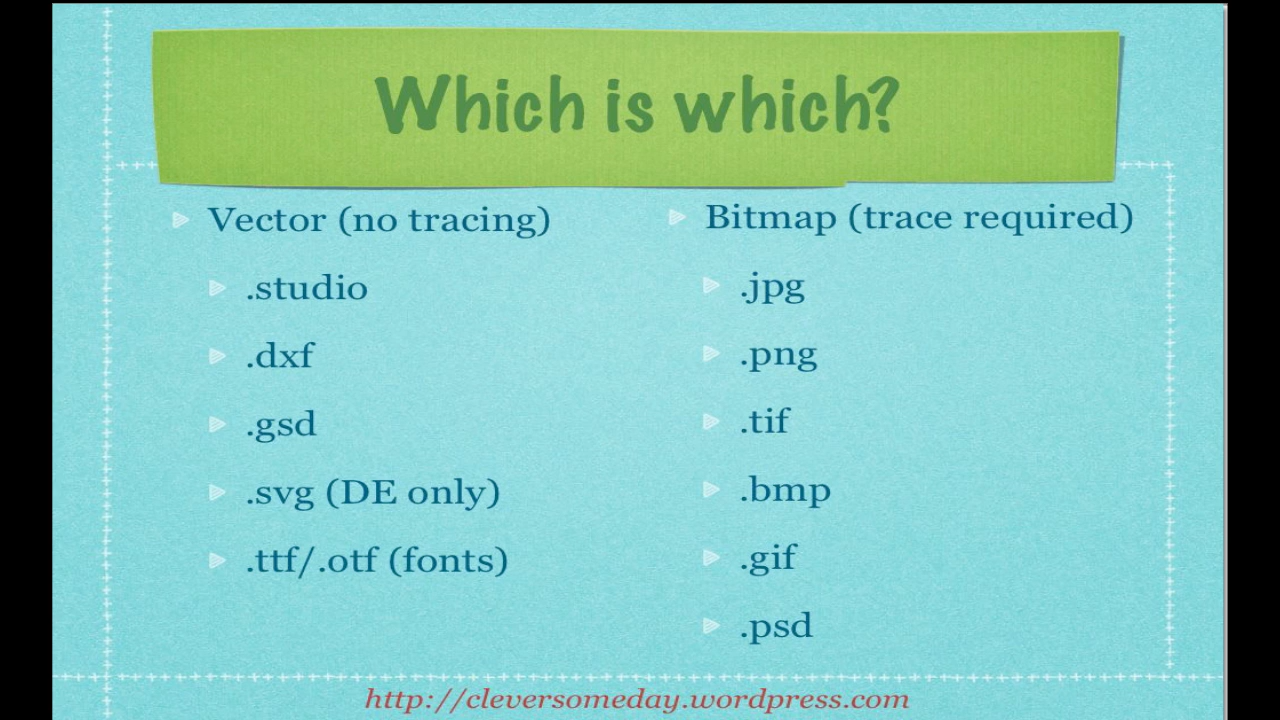 Which is which?
Vector (no tracing)
.studio
.dxf
.gsd
.svg (DE only)
.ttf/.otf (fonts)
Bitmap (trace required)
.jpg
.png
.tif
.bmp
.gif
.psd
http://cleversomeday.wordpress.com